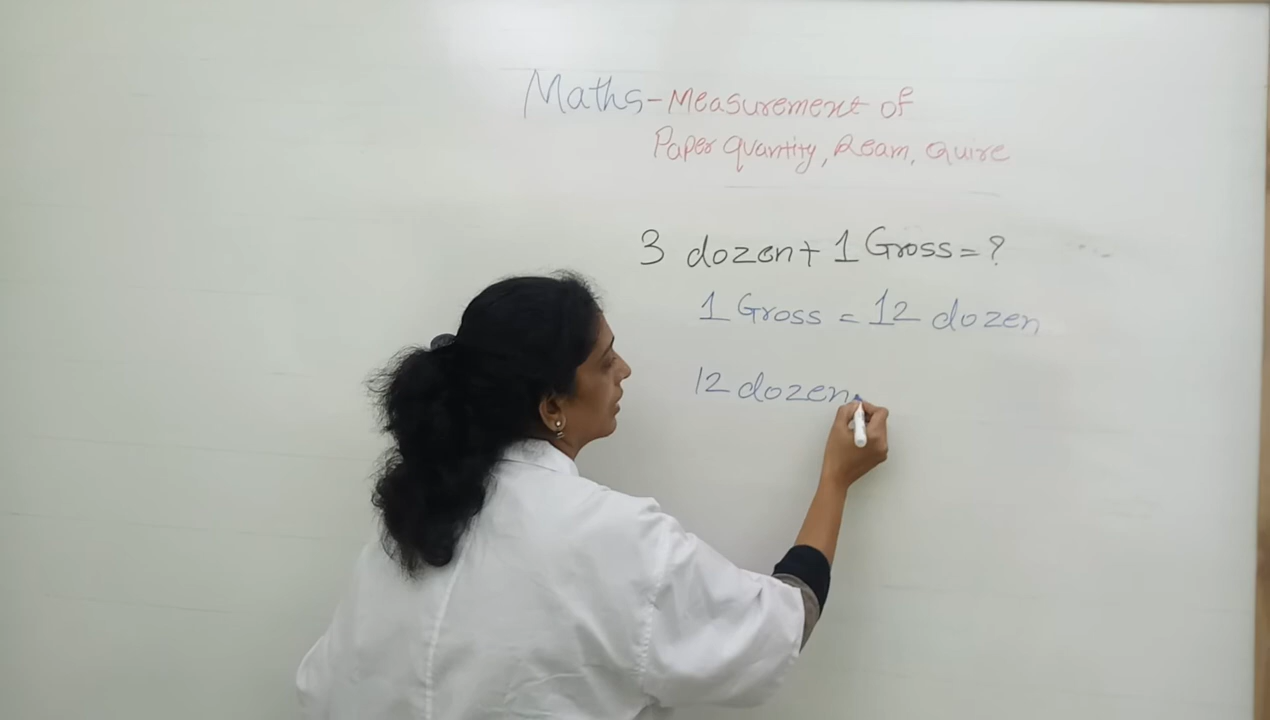 Maths-Measurement of
Paper quantity, Ream, Quire
3 dozen + 1 Gross = ?
1 Gross = 12 dozen
12 dozen